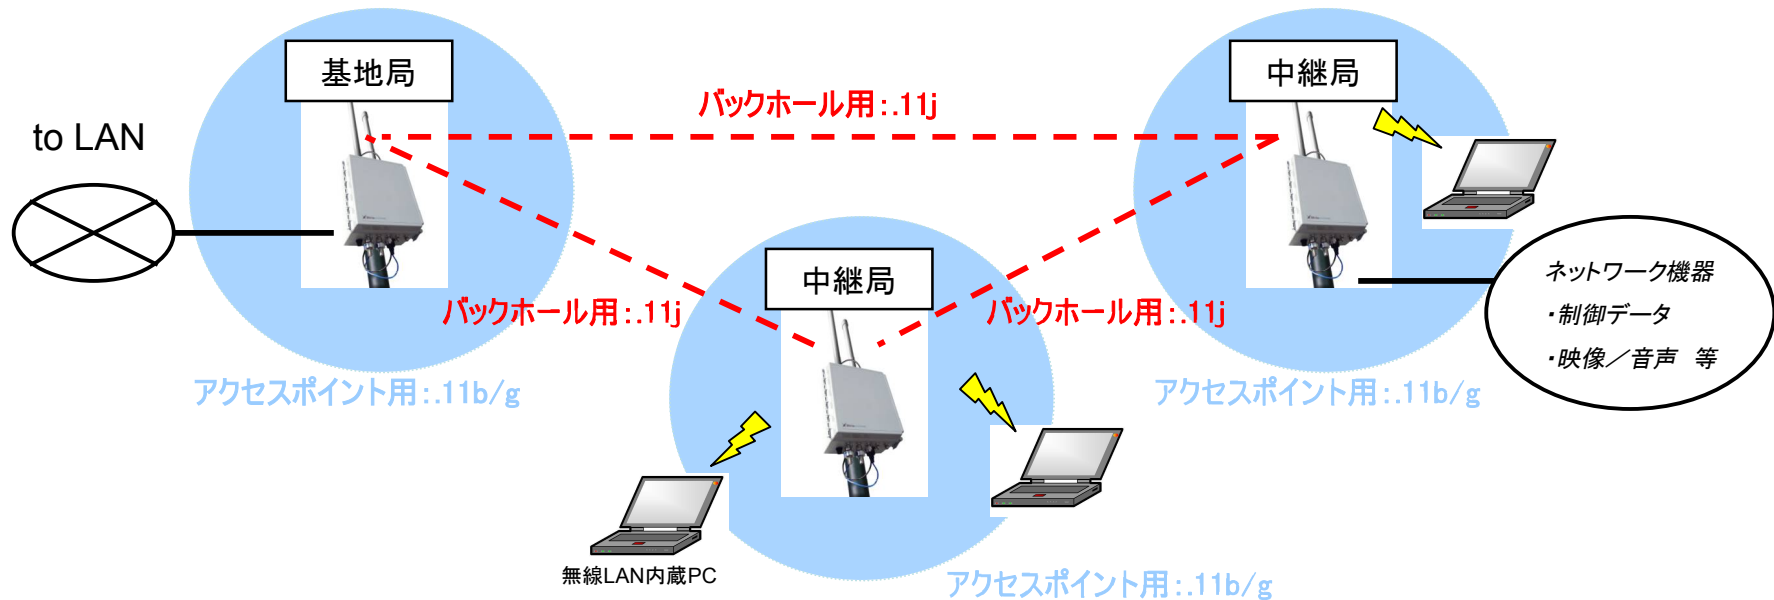 基地局
中継局
バックホール用:.11j
to LAN
中継局
バックホール用:.11j
バックホール用:.11j
ネットワーク機器
・制御データ
・映像／音声　等
アクセスポイント用:.11b/g
アクセスポイント用:.11b/g
無線LAN内蔵PC
アクセスポイント用:.11b/g